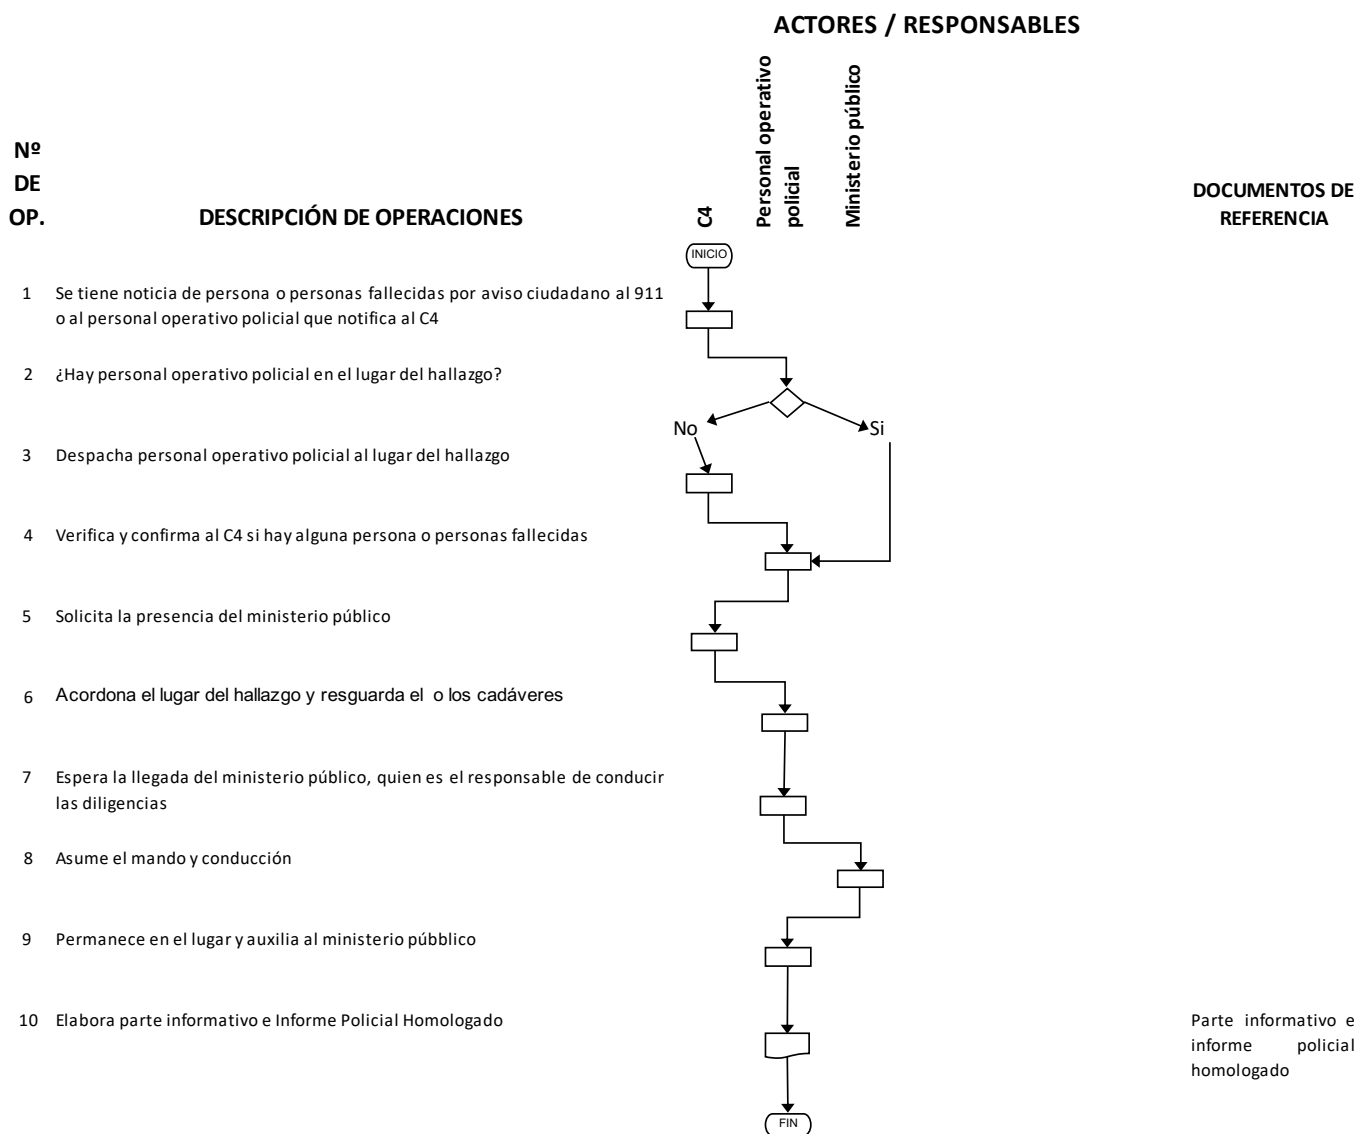 ACTORES / RESPONSABLES
Nº
DE
OP.
DESCRIPCIÓN DE OPERACIONES
C4
Personal operativo
policial
Ministerio público
DOCUMENTOS DE
REFERENCIA
INICIO
1 Se tiene noticia de persona o personas fallecidas por aviso ciudadano al 911
o al personal operativo policial que notifica al C4
2 ¿Hay personal operativo policial en el lugar del hallazgo?
No
Si
3 Despacha personal operativo policial al lugar del hallazgo
4 Verifica y confirma al C4 si hay alguna persona o personas fallecidas
5 Solicita la presencia del ministerio público
6 Acordona el lugar del hallazgo y resguarda el o los cadáveres
7 Espera la llegada del ministerio público, quien es el responsable de conducir
las diligencias
8 Asume el mando y conducción
9 Permanece en el lugar y auxilia al ministerio púbblico
10 Elabora parte informativo e Informe Policial Homologado
Parte informativo e
informe policial
homologado
FIN